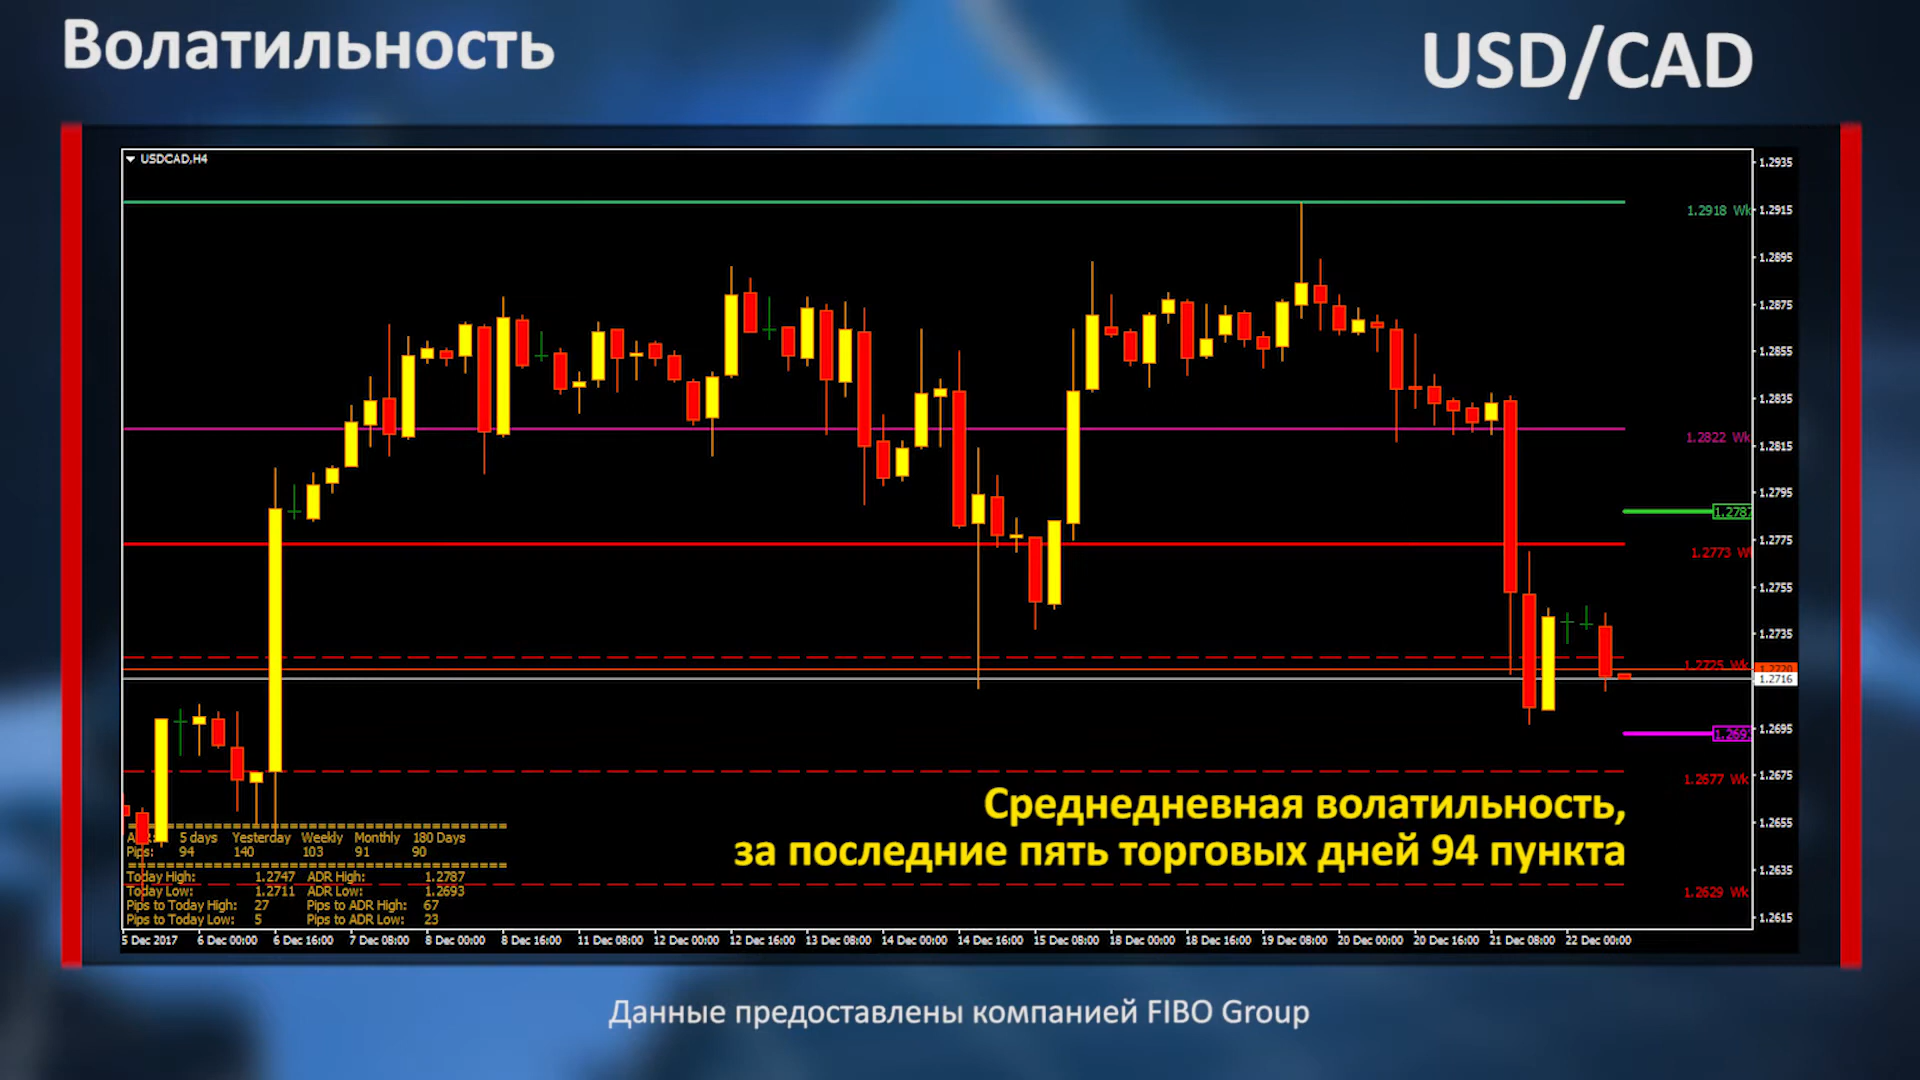 Волатильность
USD/CAD
USDCAD,H4
1.2935
1.2918 Wk
1.2915
1.2895
1.2875
1.2855
1.2835
1.2822 Wk
1.2815
1.2795
1.2787
1.2775
1.2773 W
1.2755
1.2735
1.2725 Wk
1.2720
1.2716
1.2695
1.269
1.2677 Wk
1.2675
1.2655
1.2635
1.2629 Wk
1.2615
Среднедневная волатильность,
за последние пять торговых дней 94 пункта
5 days Yesterday Weekly Monthly 180 Days
Pips: 94 140 103 91 90
Today High: 1.2747 ADR High: 1.2787
Today Low: 1.2711 ADR Low: 1.2693
Pips to Today High: 27 Pips to ADR High: 67
Pips to Today Low: 5 Pips to ADR Low: 23
5 Dec 2017 6 Dec 00:00 6 Dec 16:00 7 Dec 08:00 8 Dec 00:00 8 Dec 16:00 11 Dec 08:00 12 Dec 00:00 12 Dec 16:00 13 Dec 08:00 14 Dec 00:00 14 Dec 16:00 15 Dec 08:00 18 Dec 00:00 18 Dec 16:00 19 Dec 08:00 20 Dec 00:00 20 Dec 16:00 21 Dec 08:00 22 Dec 00:00
Данные предоставлены компанией FIBO Group